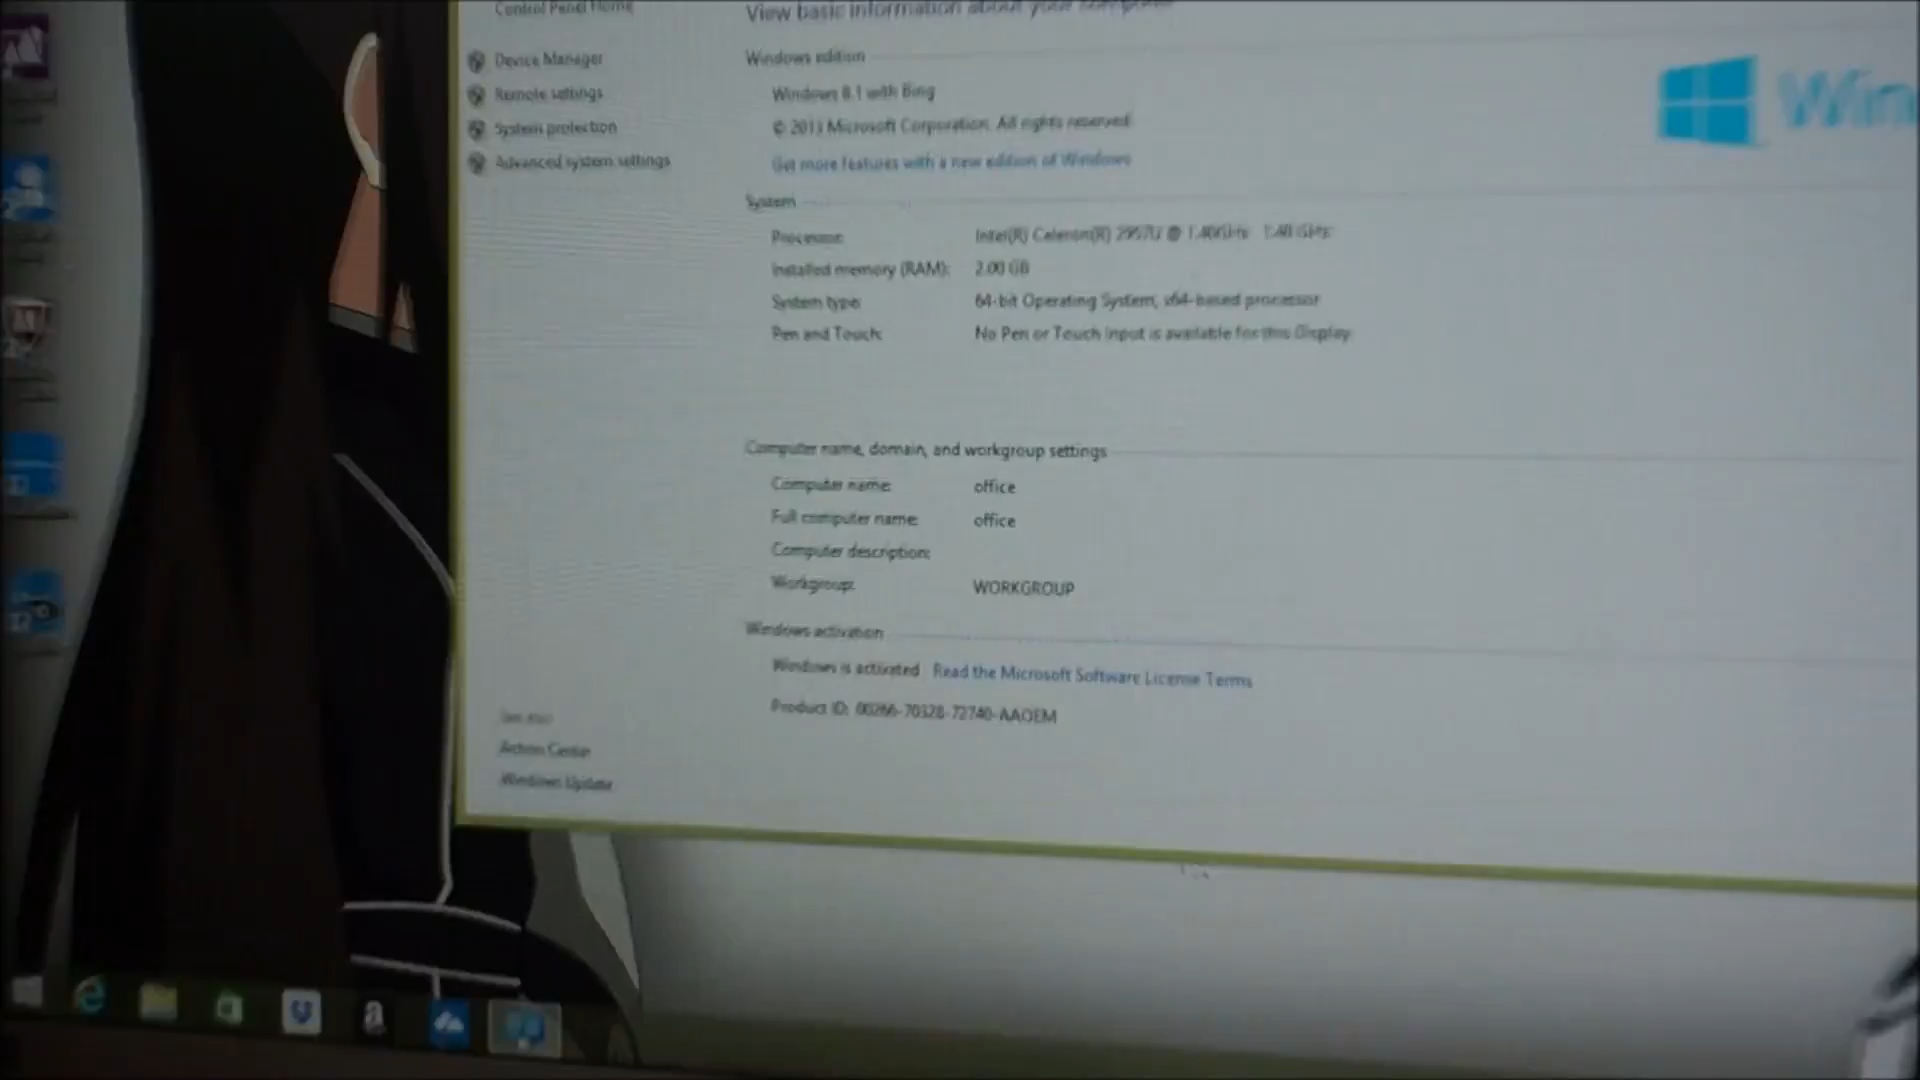 Control Panel Home
View basic information about your computer
Device Manager
Remote settings
System protection
Advanced system settings
Windows edition
Windows 8.1 with Bing
© 2013 Microsoft Corporation. All rights reserved.
Get more features with a new edition of Windows
Win
System
Processor: Intel(R) Celeron(R) 2957U @ 1.40GHz 1.40 GHz
Installed memory (RAM): 2.00 GB
System type: 64-bit Operating System, x64-based processor
Pen and Touch: No Pen or Touch Input is available for this Display
Computer name, domain, and workgroup settings
Computer name: office
Full computer name: office
Computer description:
Workgroup: WORKGROUP
Windows activation
Windows is activated Read the Microsoft Software License Terms
Product ID: 00266-70328-72740-AAOEM
See also
Action Center
Windows Update